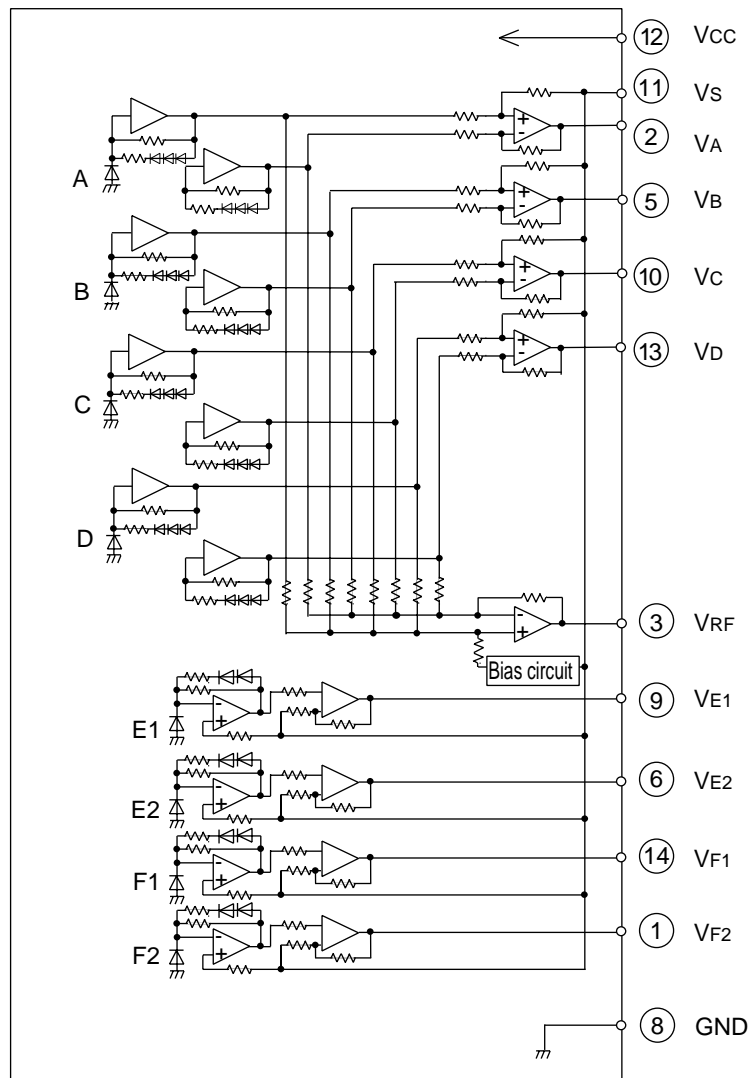 12 VCC
11 VS
2 VA
A
5 VB
B
10 VC
13 VD
C
D
3 VRF
Bias circuit
9 VE1
E1
6 VE2
E2
14 VF1
F1
1 VF2
F2
8 GND